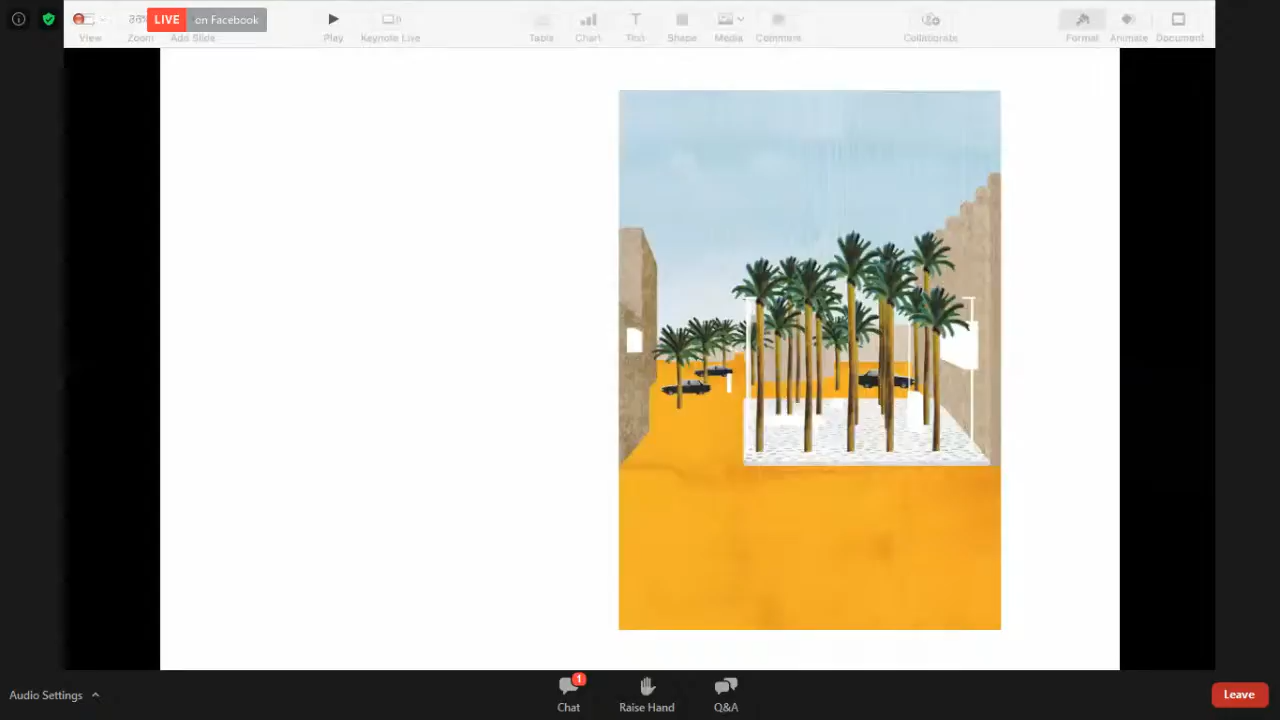 LIVE on Facebook
View Zoom Add Slide Play Keynote Live Table Chart Text Shape Media Comment Collaborate Format Animate Document
Audio Settings Chat 1 Raise Hand Q&A Leave